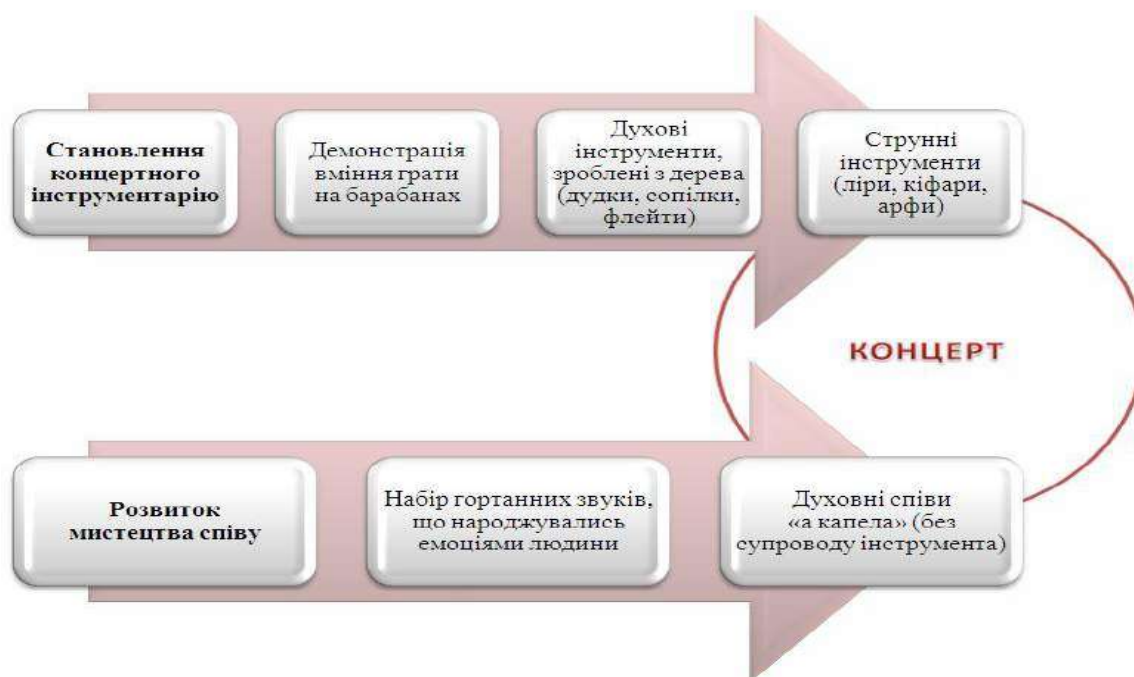 Становлення
концертного
інструментарію
Демонстрація
вміння грати
на барабанах
Духові
інструменти,
зроблені з дерева
(дудки, сопілки,
флейти)
Струнні
інструменти
(ліри, кіфари,
арфи)
КОНЦЕРТ
Розвиток
мистецтва співу
Набір гортанних звуків,
що народжувались
емоціями людини
Духовні співи
«а капела» (без
супроводу інструмента)